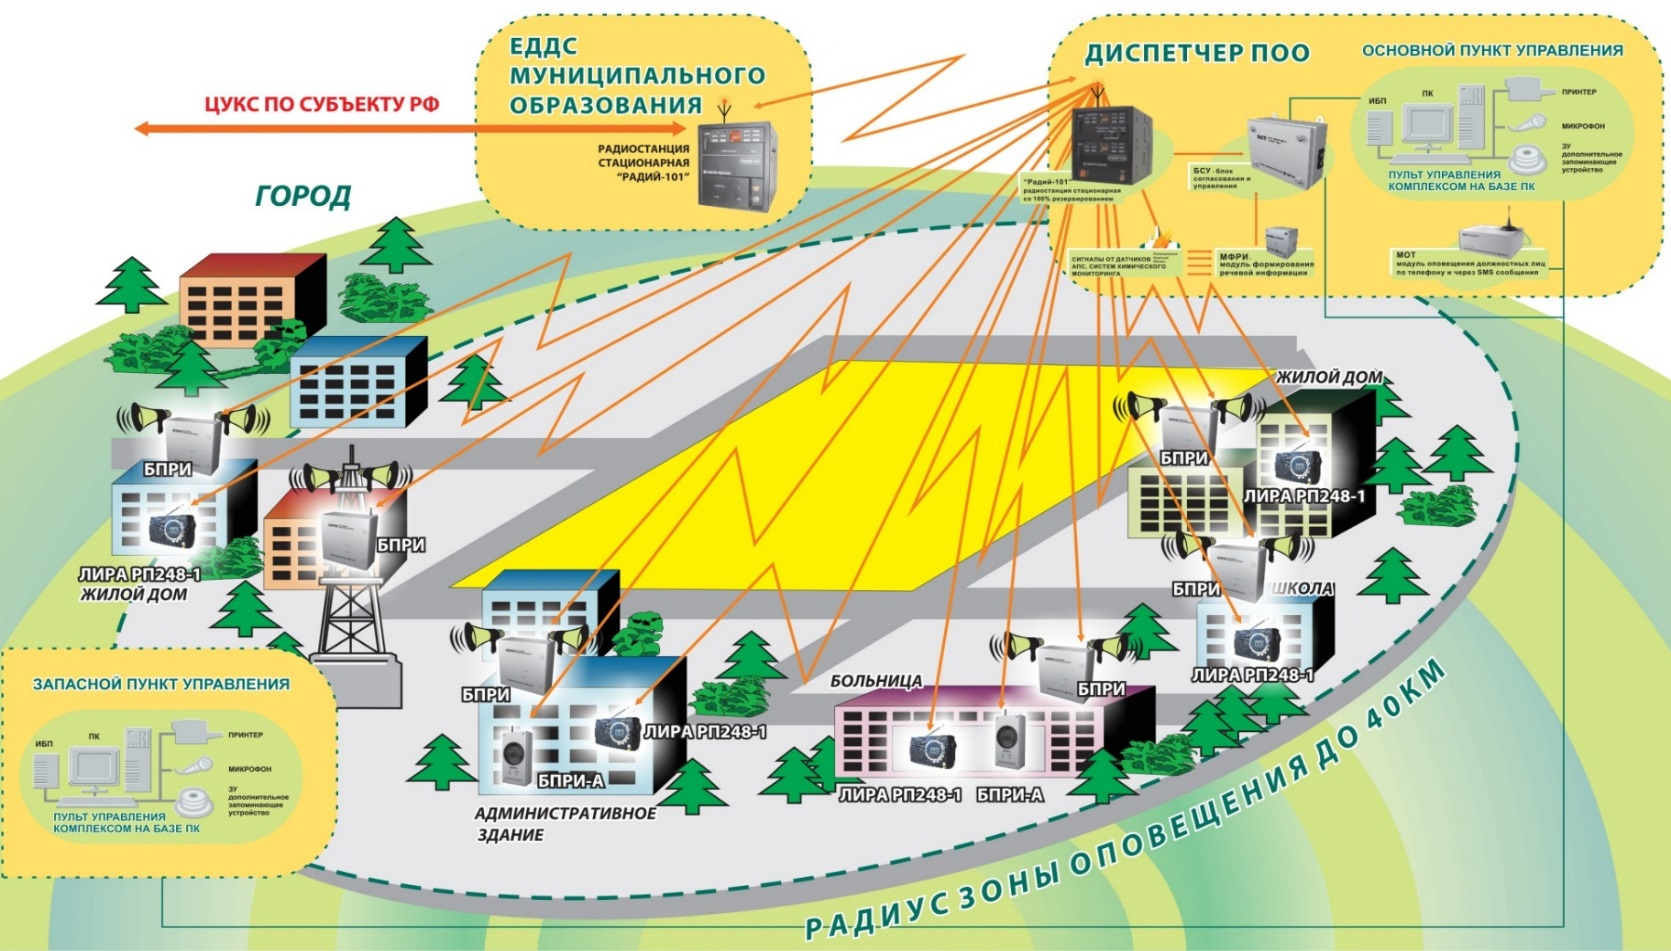 ЕДДС
МУНИЦИПАЛЬНОГО
ОБРАЗОВАНИЯ
РАДИОСТАНЦИЯ
СТАЦИОНАРНАЯ
"РАДИЙ-101"
ЦУКС ПО СУБЪЕКТУ РФ
ГОРОД
ДИСПЕТЧЕР ПОО
"Радий-101"
радиостанция стационарная
со 100% резервированием
БСУ - блок
согласования и
управления
СИГНАЛЫ ОТ ДАТЧИКОВ
АПС, СИСТЕМ ХИМИЧЕСКОГО
МОНИТОРИНГА
МФРИ -
модуль формирования
речевой информации
ОСНОВНОЙ ПУНКТ УПРАВЛЕНИЯ
ИБП
ПК
ПРИНТЕР
МИКРОФОН
ЗУ
дополнительное
запоминающее
устройство
ПУЛЬТ УПРАВЛЕНИЯ
КОМПЛЕКСОМ НА БАЗЕ ПК
МОТ
модуль оповещения должностных лиц
по телефону и через SMS сообщения
БПРИ
ЛИРА РП248-1
ЖИЛОЙ ДОМ
БПРИ
ЖИЛОЙ ДОМ
БПРИ
ЛИРА РП248-1
БПРИ
ШКОЛА
ЛИРА РП248-1
БПРИ
ЛИРА РП248-1
БПРИ-А
АДМИНИСТРАТИВНОЕ
ЗДАНИЕ
БОЛЬНИЦА
БПРИ
ЛИРА РП248-1
БПРИ-А
ЗАПАСНОЙ ПУНКТ УПРАВЛЕНИЯ
ИБП
ПК
ПРИНТЕР
МИКРОФОН
ЗУ
дополнительное
запоминающее
устройство
ПУЛЬТ УПРАВЛЕНИЯ
КОМПЛЕКСОМ НА БАЗЕ ПК
РАДИУС ЗОНЫ ОПОВЕЩЕНИЯ ДО 40КМ